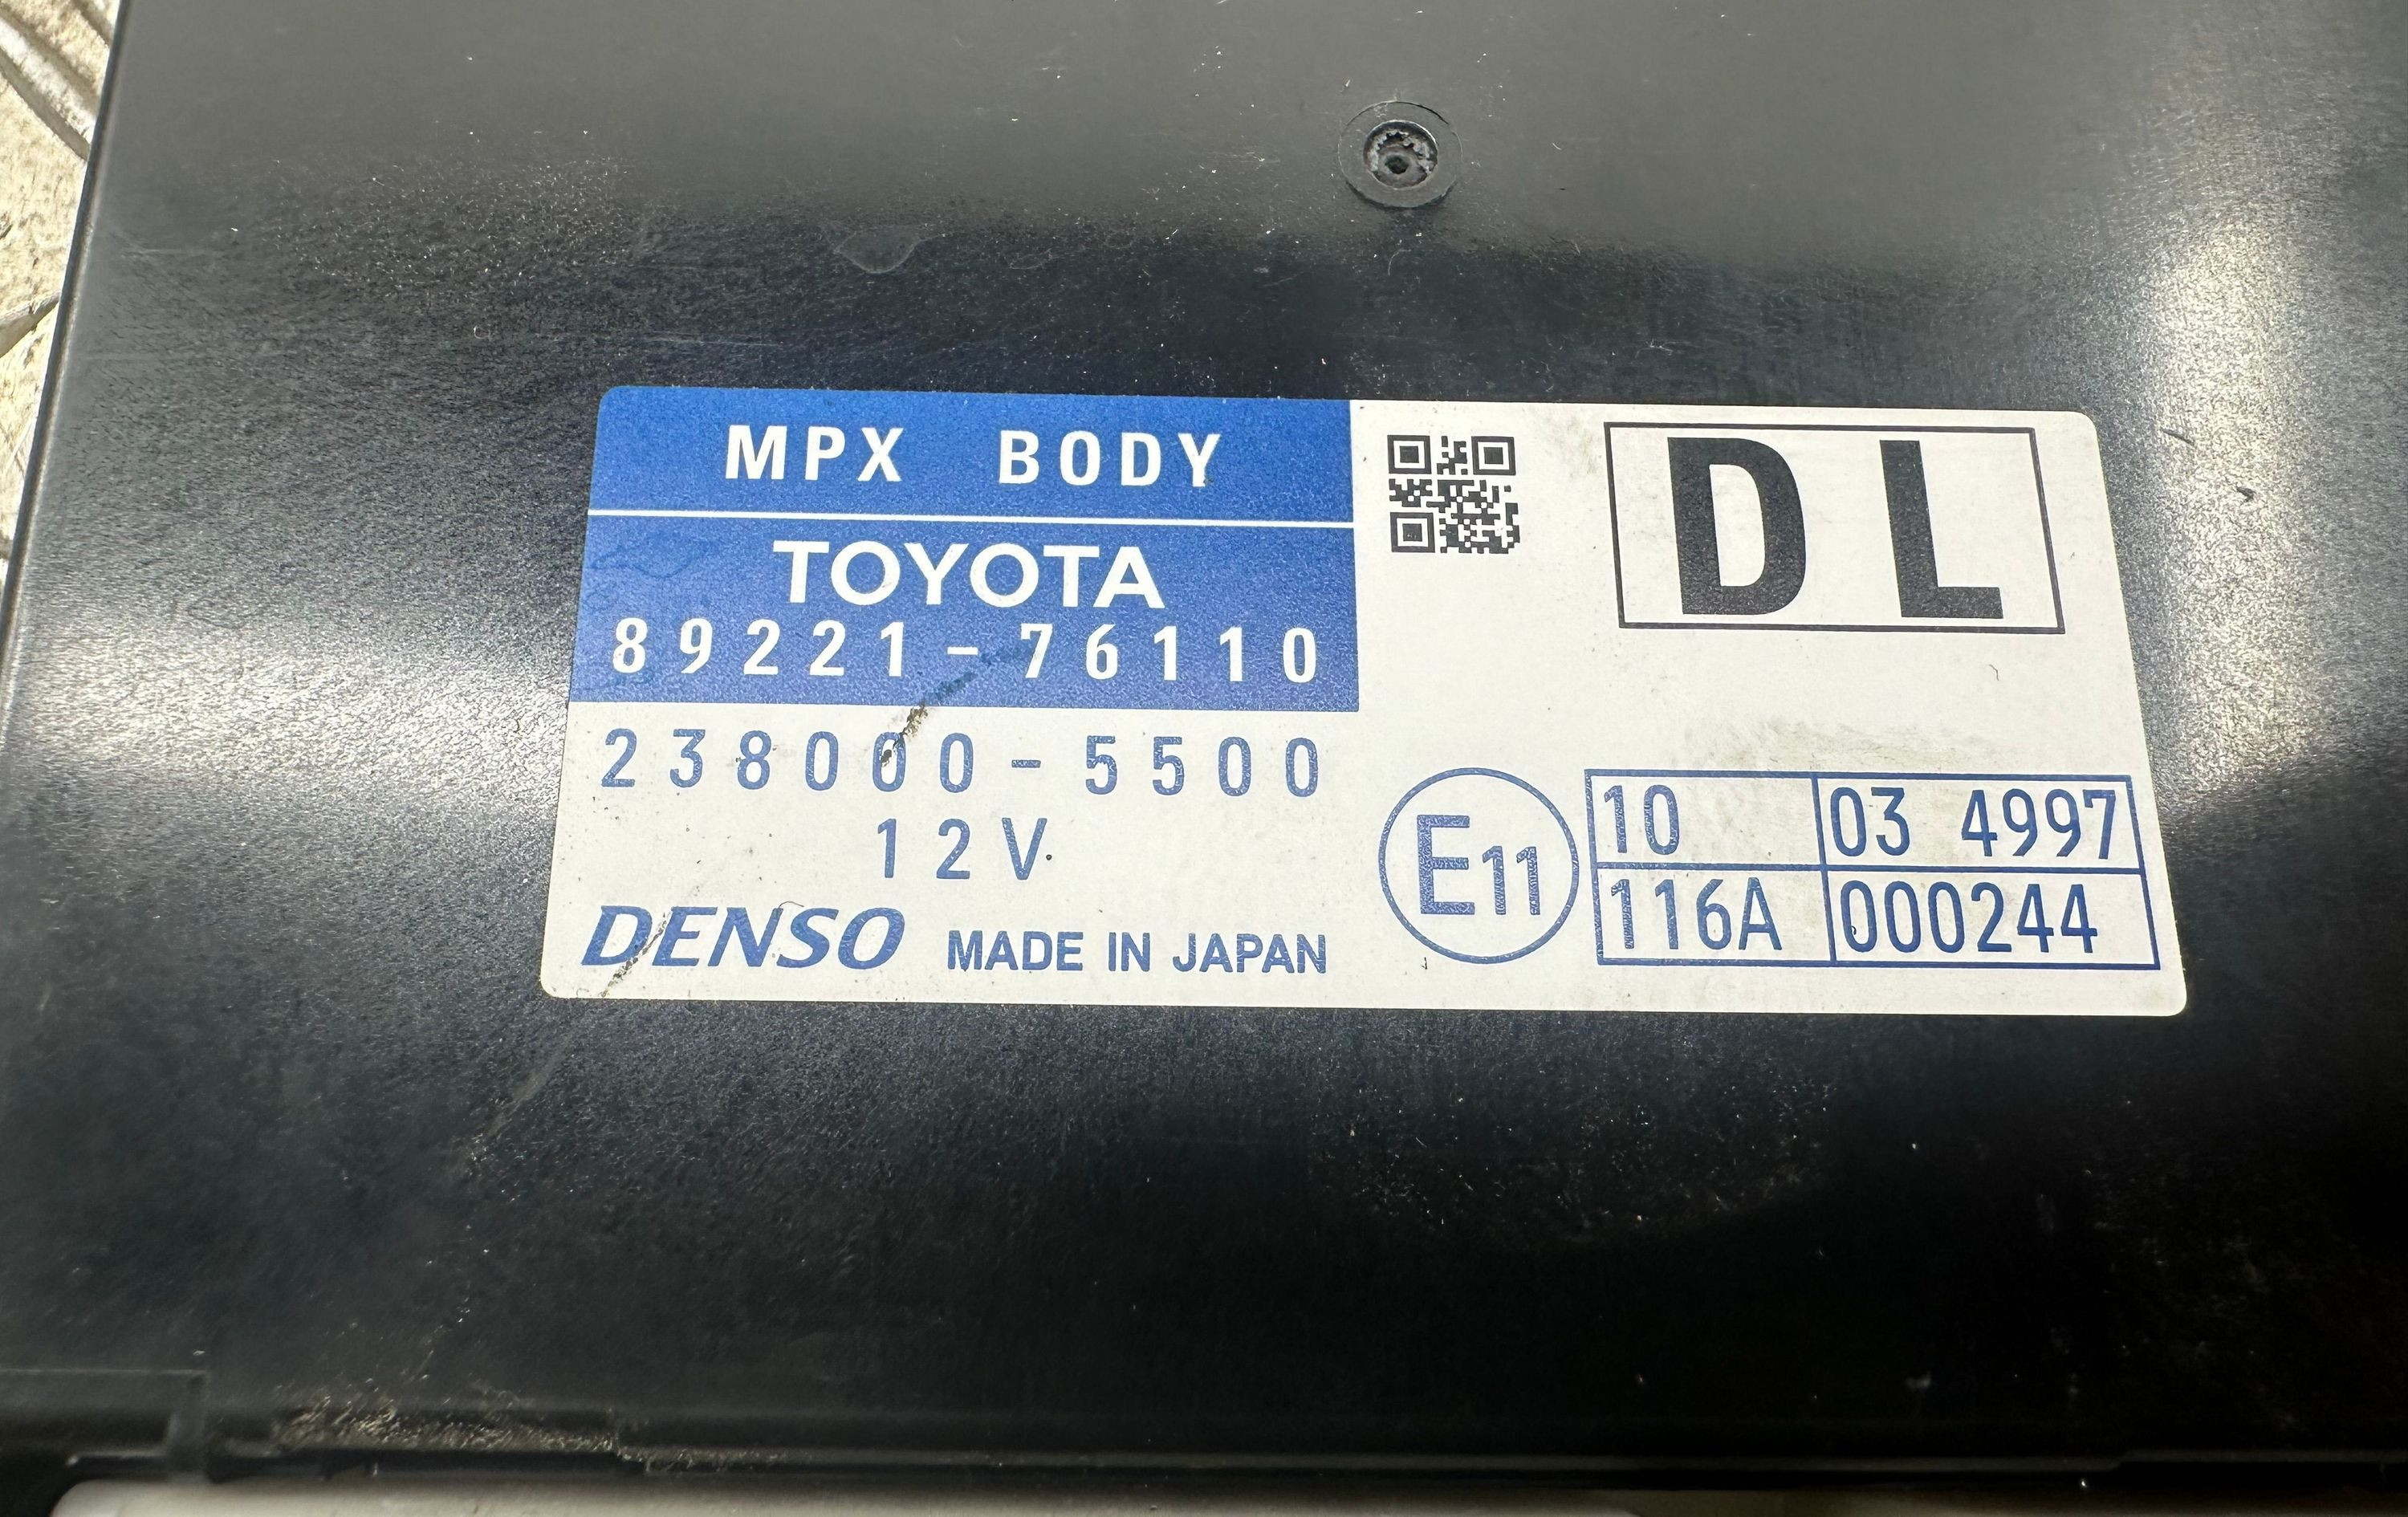 MPX BODY
TOYOTA
89221-76110
238000-5500
12V
DENSO MADE IN JAPAN
DL
E11
10 03 4997
116A 000244